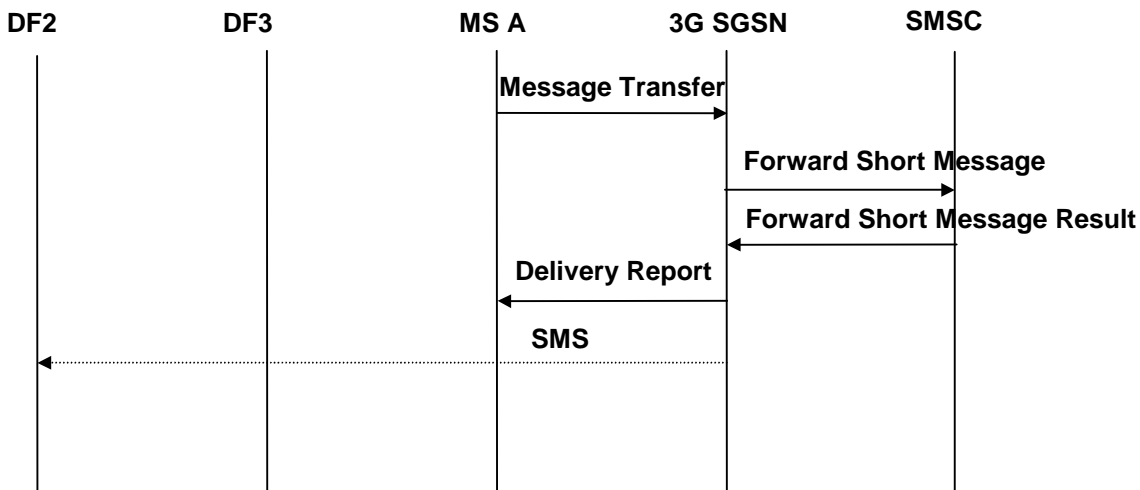 DF2 DF3 MS A 3G SGSN SMSC
Message Transfer
Forward Short Message
Forward Short Message Result
Delivery Report
SMS